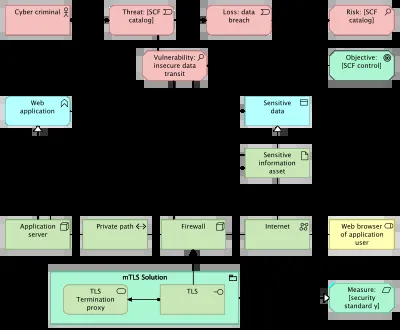 Cyber criminal
Threat: [SCF
catalog]
Loss: data
breach
Risk: [SCF
catalog]
Vulnerability:
insecure data
transit
Objective:
[SCF control]
Web
application
Sensitive
data
Sensitive
information
asset
Application
server
Private path
Firewall
Internet
Web browser
of application
user
mTLS Solution
TLS
Termination
proxy
TLS
Measure:
[security
standard y]